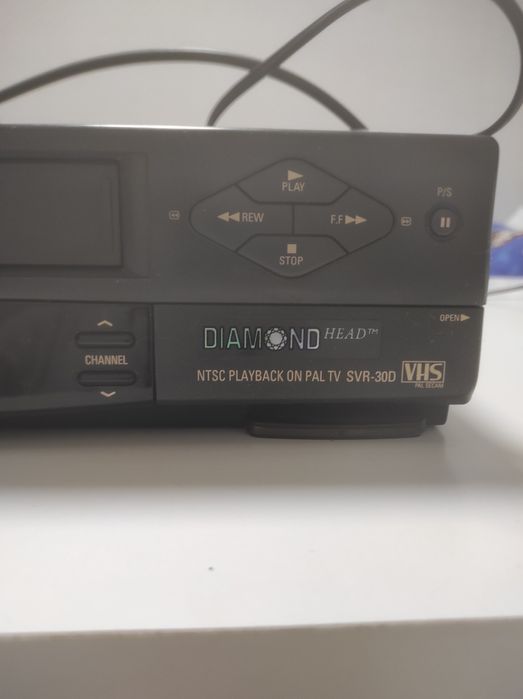 PLAY
REW
F.F
STOP
P/S
OPEN
CHANNEL
DIAMOND HEAD™
NTSC PLAYBACK ON PAL TV SVR-30D VHS
PAL SECAM